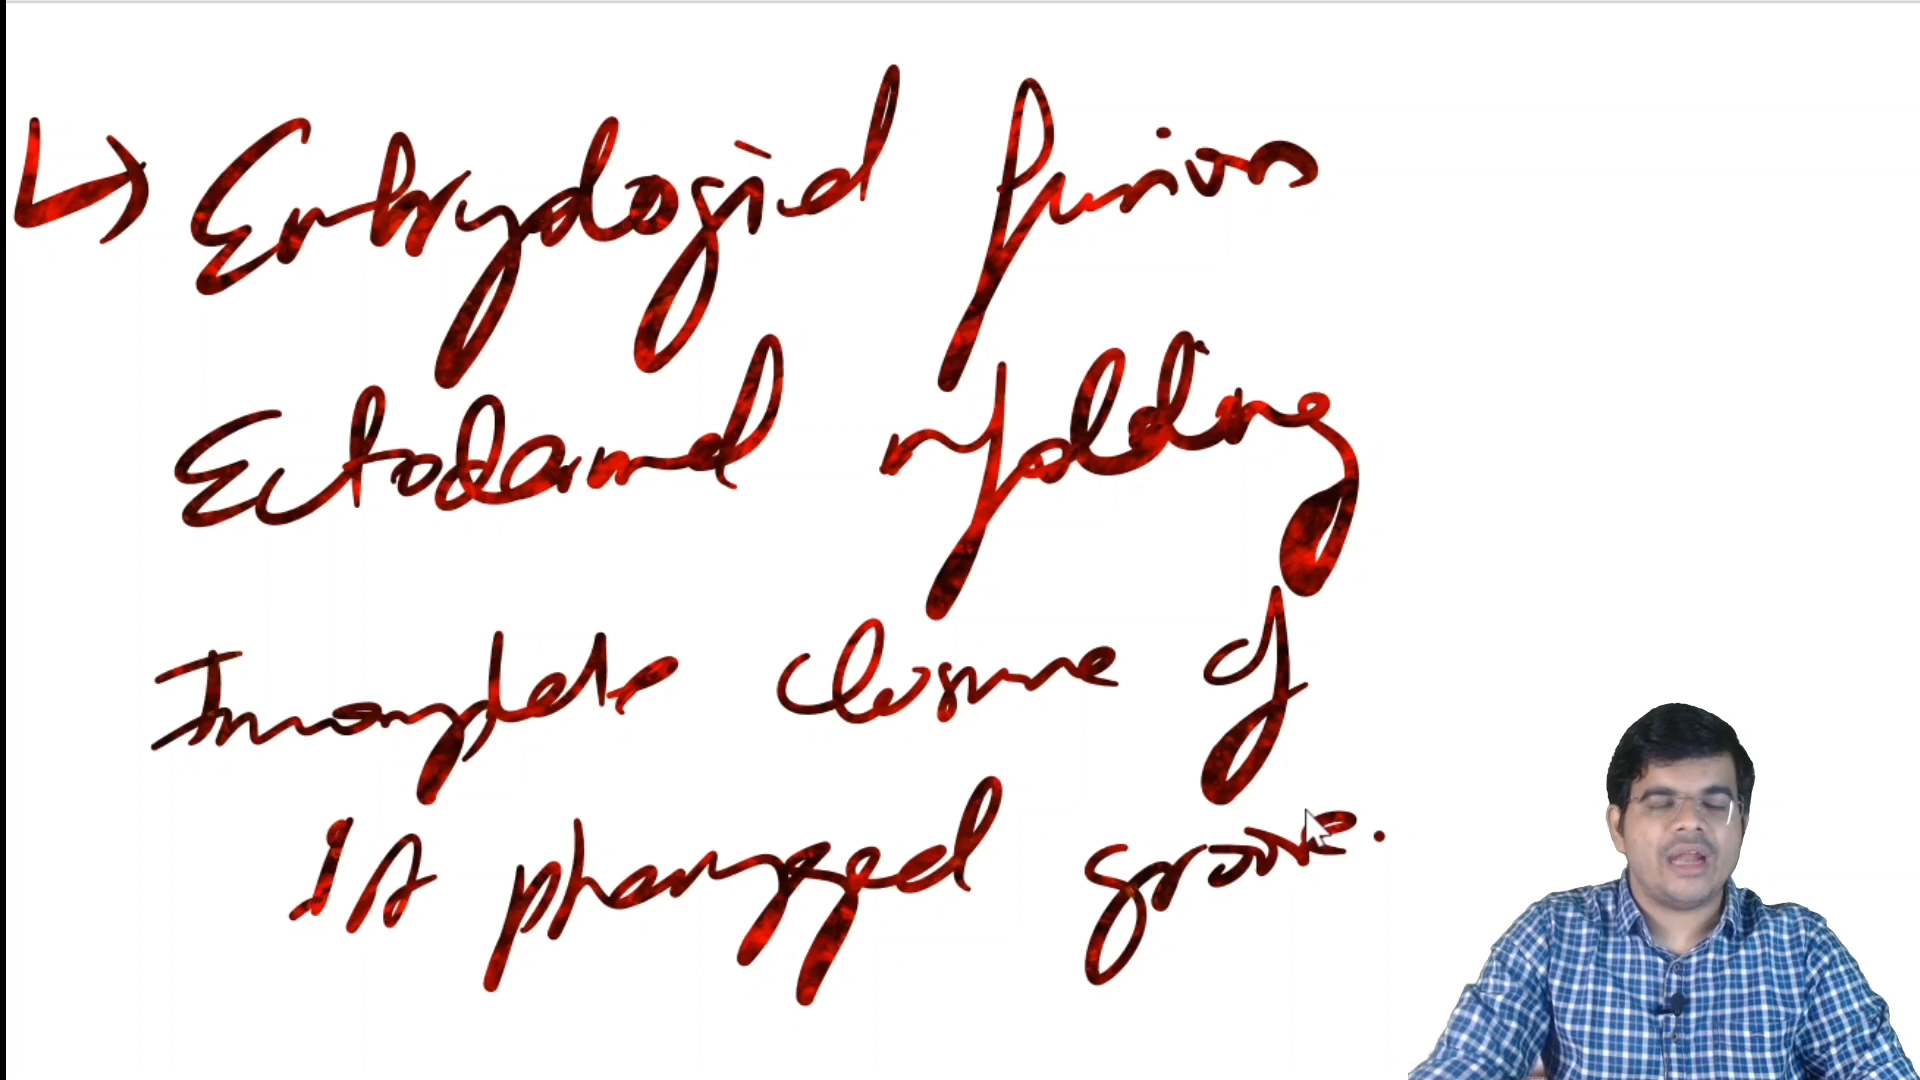 ↳ Embryological fusion
Ectodermal infolding
Incomplete closure of
1st pharyngeal groove.